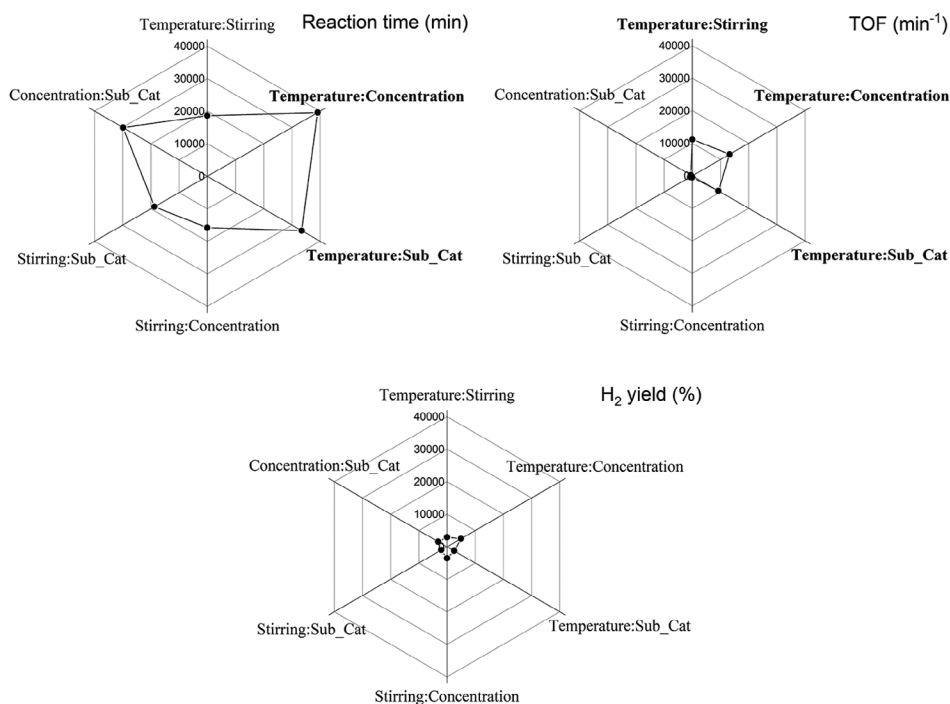 Reaction time (min)
Temperature:Stirring
40000
30000
20000
10000
0
Concentration:Sub_Cat
Temperature:Concentration
Stirring:Sub_Cat
Temperature:Sub_Cat
Stirring:Concentration
TOF (min⁻¹)
Temperature:Stirring
40000
30000
20000
10000
0
Concentration:Sub_Cat
Temperature:Concentration
Stirring:Sub_Cat
Temperature:Sub_Cat
Stirring:Concentration
H₂ yield (%)
Temperature:Stirring
40000
30000
20000
10000
Concentration:Sub_Cat
Temperature:Concentration
Stirring:Sub_Cat
Temperature:Sub_Cat
Stirring:Concentration